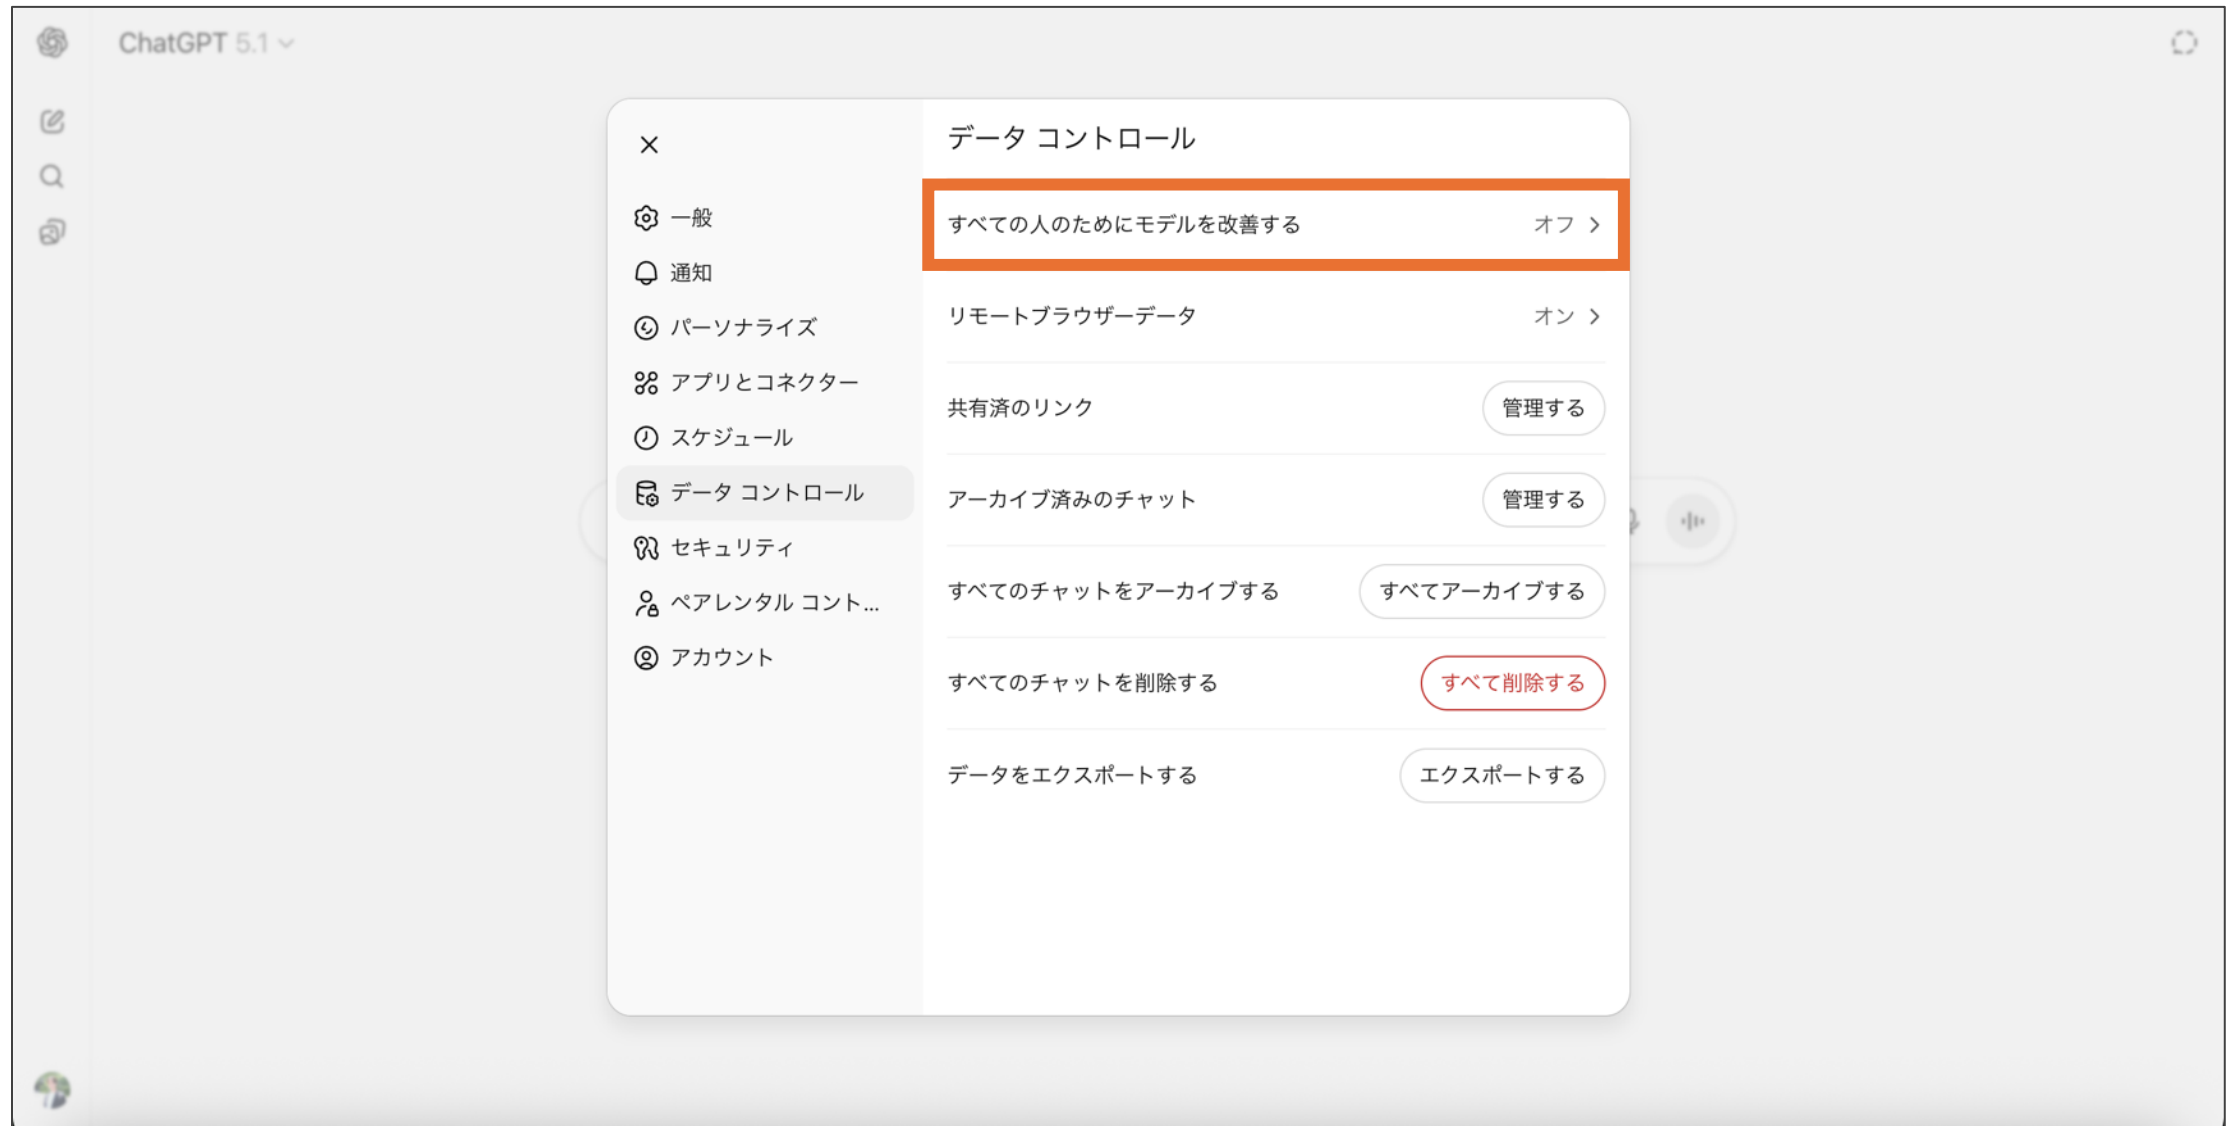 ChatGPT 5.1
データ コントロール
一般
通知
パーソナライズ
アプリとコネクター
スケジュール
データ コントロール
セキュリティ
ペアレンタル コント...
アカウント
すべての人のためにモデルを改善する オフ
リモートブラウザーデータ オン
共有済のリンク 管理する
アーカイブ済みのチャット 管理する
すべてのチャットをアーカイブする すべてアーカイブする
すべてのチャットを削除する すべて削除する
データをエクスポートする エクスポートする